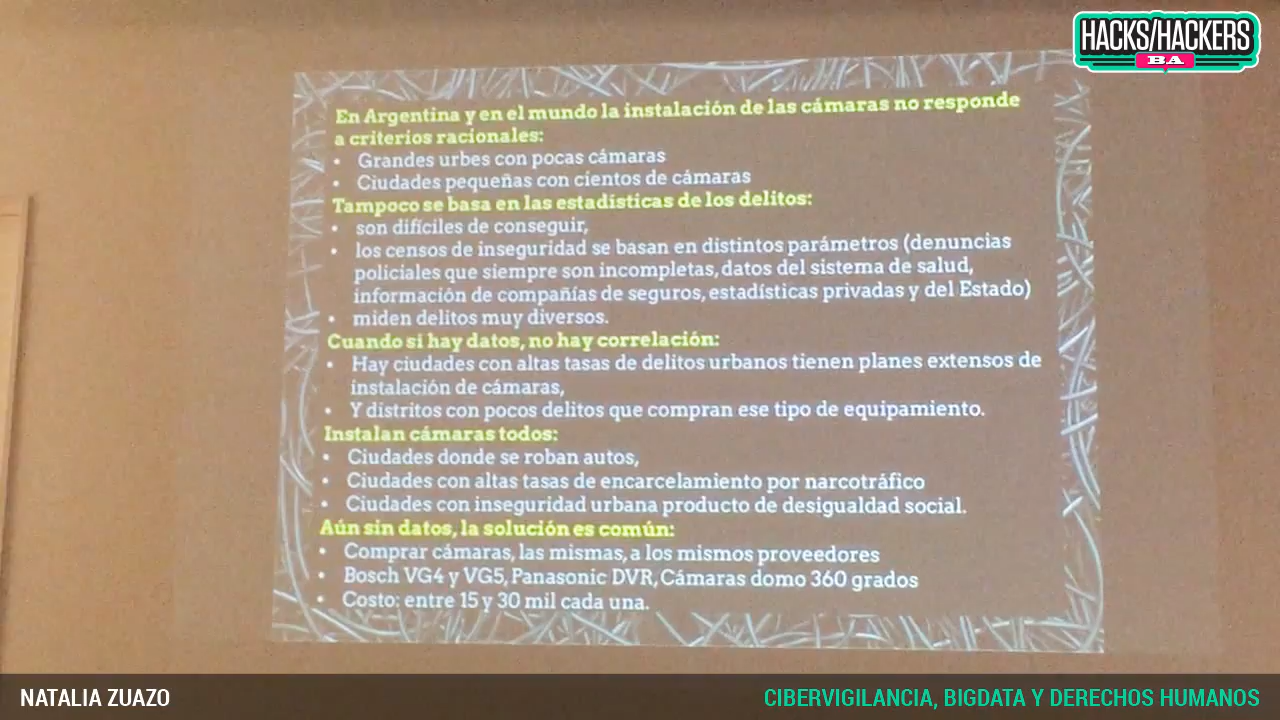 HACKS/HACKERS
BA
En Argentina y en el mundo la instalación de las cámaras no responde
a criterios racionales:
• Grandes urbes con pocas cámaras
• Ciudades pequeñas con cientos de cámaras
Tampoco se basa en las estadísticas de los delitos:
• son difíciles de conseguir,
• los censos de inseguridad se basan en distintos parámetros (denuncias
policiales que siempre son incompletas, datos del sistema de salud,
información de compañías de seguros, estadísticas privadas y del Estado)
• miden delitos muy diversos.
Cuando si hay datos, no hay correlación:
• Hay ciudades con altas tasas de delitos urbanos tienen planes extensos de
instalación de cámaras,
• Y distritos con pocos delitos que compran ese tipo de equipamiento.
Instalan cámaras todos:
• Ciudades donde se roban autos,
• Ciudades con altas tasas de encarcelamiento por narcotráfico
• Ciudades con inseguridad urbana producto de desigualdad social.
Aún sin datos, la solución es común:
• Comprar cámaras, las mismas, a los mismos proveedores
• Bosch VG4 y VG5, Panasonic DVR, Cámaras domo 360 grados
• Costo: entre 15 y 30 mil cada una.
NATALIA ZUAZO
CIBERVIGILANCIA, BIGDATA Y DERECHOS HUMANOS